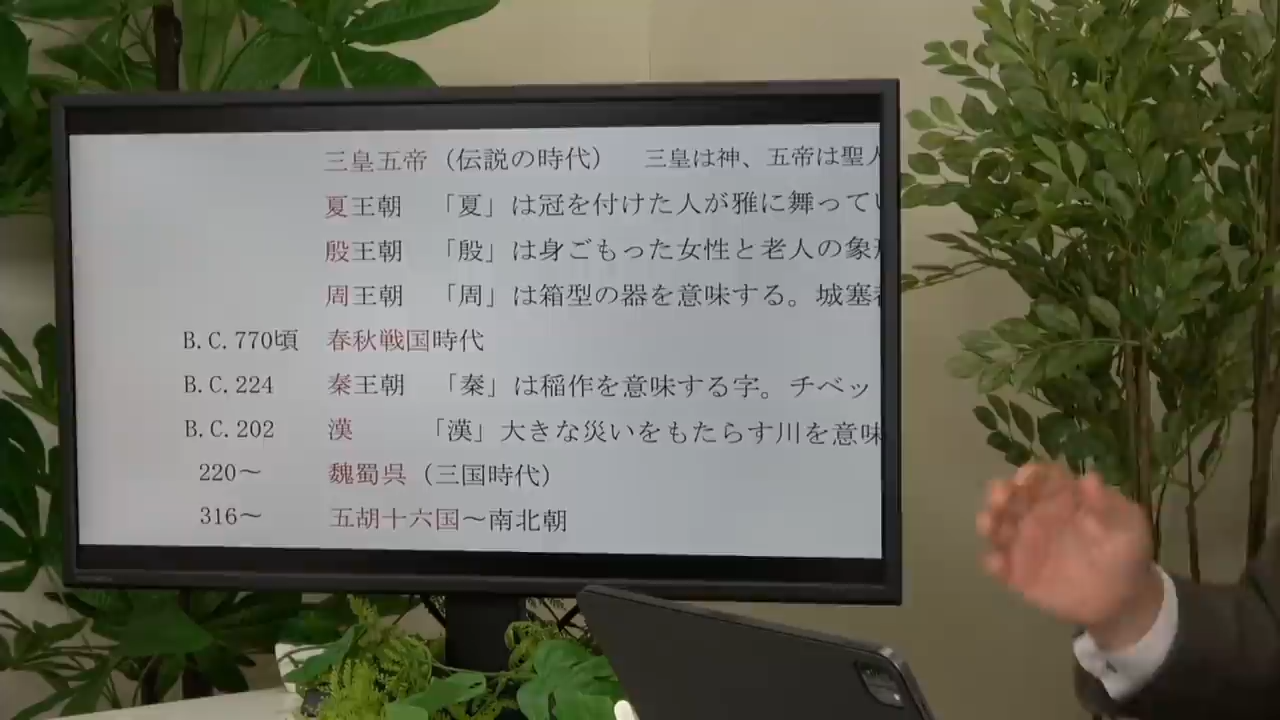 三皇五帝（伝説の時代）　三皇は神、五帝は聖人
夏王朝　「夏」は冠を付けた人が雅に舞ってい
殷王朝　「殷」は身ごもった女性と老人の象形
周王朝　「周」は箱型の器を意味する。城塞都
B.C.770頃　春秋戦国時代
B.C.224　秦王朝　「秦」は稲作を意味する字。チベッ
B.C.202　漢　「漢」大きな災いをもたらす川を意味
220～　魏蜀呉（三国時代）
316～　五胡十六国～南北朝